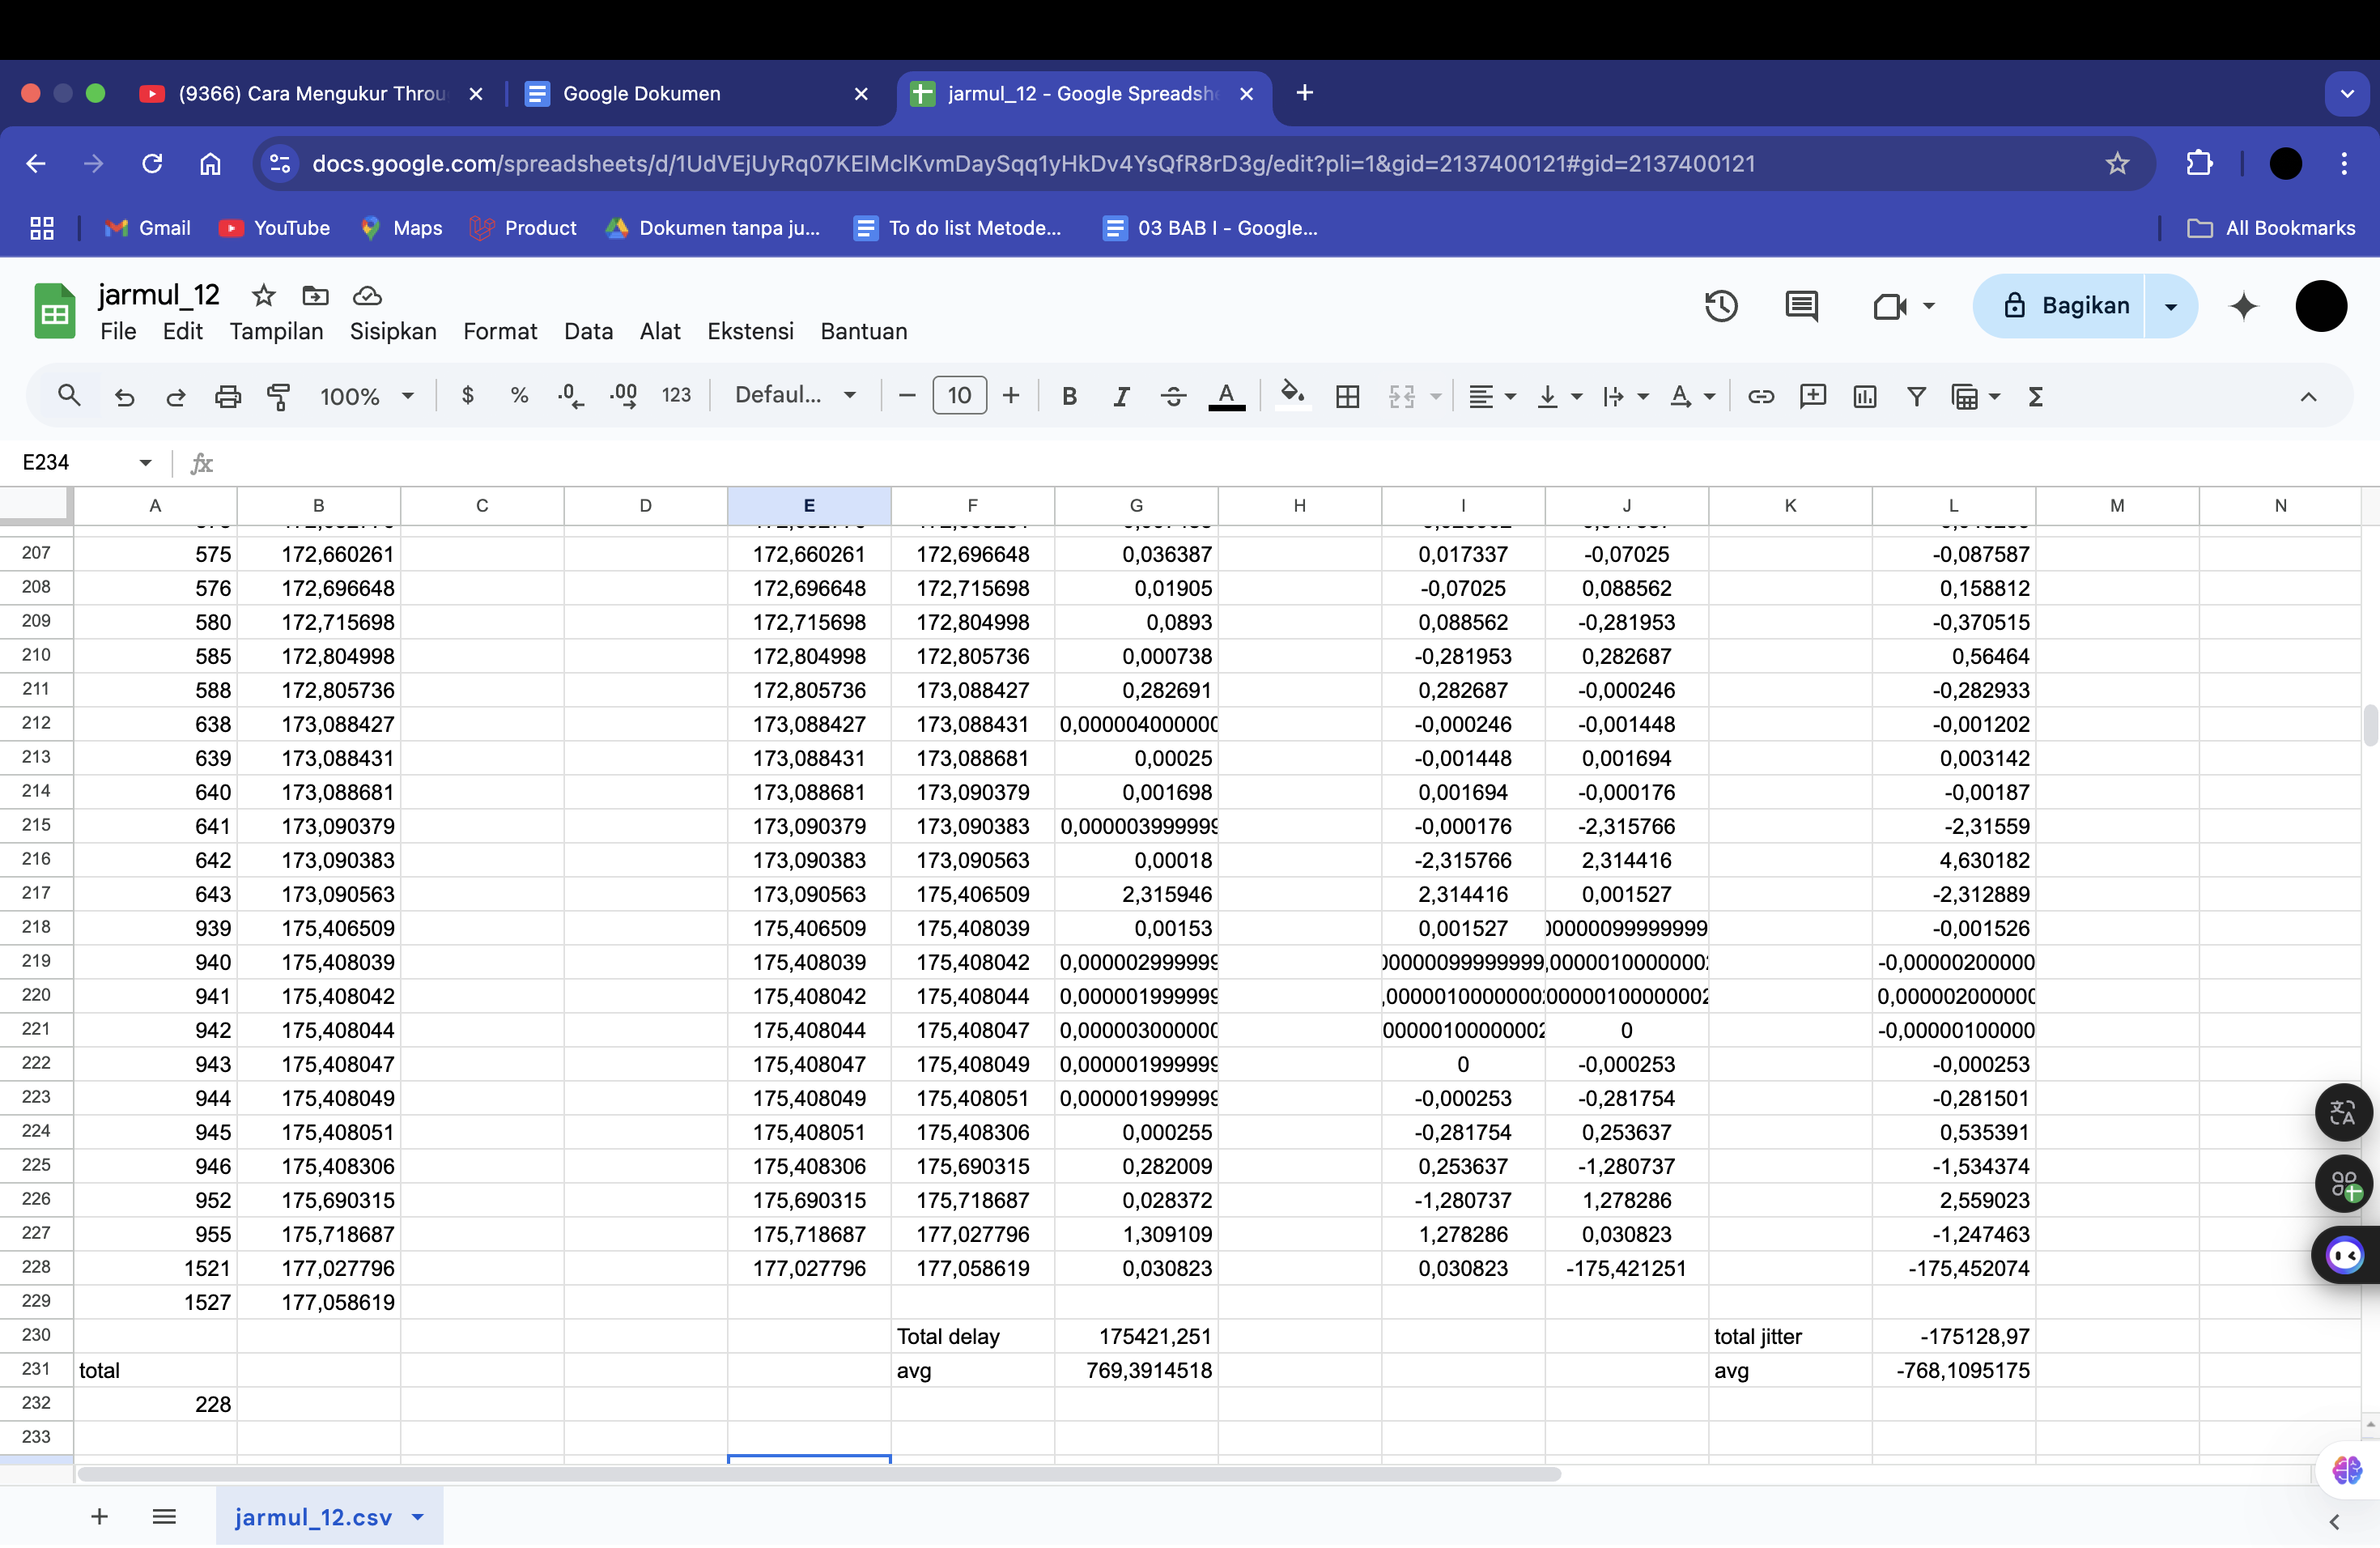 (9366) Cara Mengukur Throu
Google Dokumen
jarmul_12 - Google Spreadsh
docs.google.com/spreadsheets/d/1UdVEjUyRq07KEIMclKvmDaySqq1yHkDv4YsQfR8rD3g/edit?pli=1&gid=2137400121#gid=2137400121
Gmail YouTube Maps Product Dokumen tanpa ju... To do list Metode... 03 BAB I - Google... All Bookmarks
jarmul_12
File Edit Tampilan Sisipkan Format Data Alat Ekstensi Bantuan
Bagikan
100% $ % .0 .00 123 Defaul... 10 B I A
E234 fx
A B C D E F G H I J K L M N
207 575 172,660261 172,660261 172,696648 0,036387 0,017337 -0,07025 -0,087587
208 576 172,696648 172,696648 172,715698 0,01905 -0,07025 0,088562 0,158812
209 580 172,715698 172,715698 172,804998 0,0893 0,088562 -0,281953 -0,370515
210 585 172,804998 172,804998 172,805736 0,000738 -0,281953 0,282687 0,56464
211 588 172,805736 172,805736 173,088427 0,282691 0,282687 -0,000246 -0,282933
212 638 173,088427 173,088427 173,088431 0,000004000000 -0,000246 -0,001448 -0,001202
213 639 173,088431 173,088431 173,088681 0,00025 -0,001448 0,001694 0,003142
214 640 173,088681 173,088681 173,090379 0,001698 0,001694 -0,000176 -0,00187
215 641 173,090379 173,090379 173,090383 0,000003999999 -0,000176 -2,315766 -2,31559
216 642 173,090383 173,090383 173,090563 0,00018 -2,315766 2,314416 4,630182
217 643 173,090563 173,090563 175,406509 2,315946 2,314416 0,001527 -2,312889
218 939 175,406509 175,406509 175,408039 0,00153 0,001527 00000099999999 -0,001526
219 940 175,408039 175,408039 175,408042 0,000002999999 00000099999999 ,00000100000002 -0,00000200000
220 941 175,408042 175,408042 175,408044 0,000001999999 ,00000100000002 00000100000002 0,000002000000
221 942 175,408044 175,408044 175,408047 0,000003000000 00000100000002 0 -0,00000100000
222 943 175,408047 175,408047 175,408049 0,000001999999 0 -0,000253 -0,000253
223 944 175,408049 175,408049 175,408051 0,000001999999 -0,000253 -0,281754 -0,281501
224 945 175,408051 175,408051 175,408306 0,000255 -0,281754 0,253637 0,535391
225 946 175,408306 175,408306 175,690315 0,282009 0,253637 -1,280737 -1,534374
226 952 175,690315 175,690315 175,718687 0,028372 -1,280737 1,278286 2,559023
227 955 175,718687 175,718687 177,027796 1,309109 1,278286 0,030823 -1,247463
228 1521 177,027796 177,027796 177,058619 0,030823 0,030823 -175,421251 -175,452074
229 1527 177,058619
230 Total delay 175421,251 total jitter -175128,97
231 total avg 769,3914518 avg -768,1095175
232 228
233
jarmul_12.csv